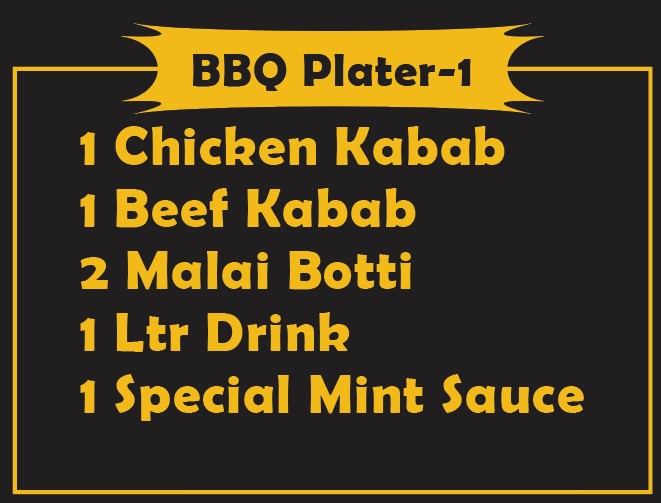 BBQ Plater-1
1 Chicken Kabab
1 Beef Kabab
2 Malai Botti
1 Ltr Drink
1 Special Mint Sauce